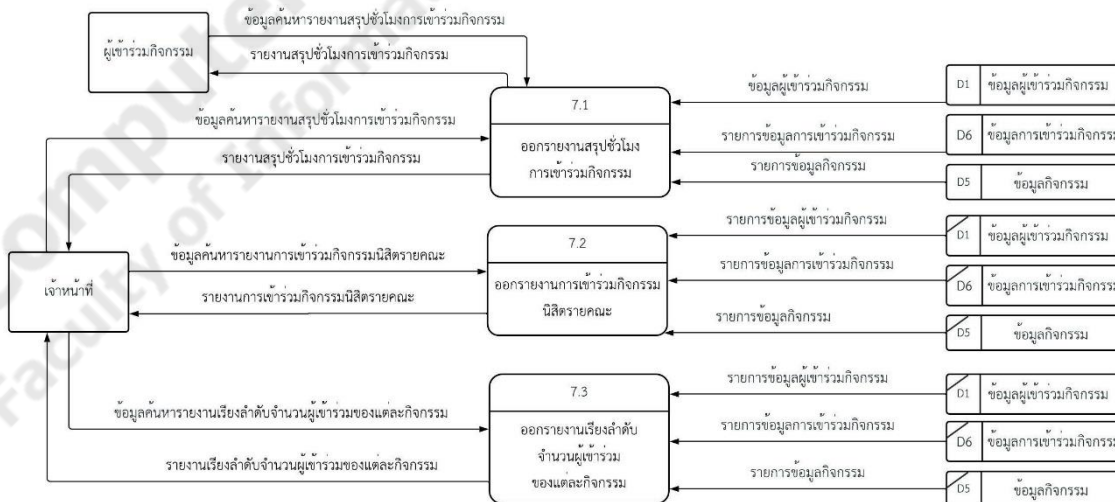 ข้อมูลค้นหารายงานสรุปชั่วโมงการเข้าร่วมกิจกรรม
ผู้เข้าร่วมกิจกรรม
รายงานสรุปชั่วโมงการเข้าร่วมกิจกรรม
ข้อมูลค้นหารายงานสรุปชั่วโมงการเข้าร่วมกิจกรรม
รายงานสรุปชั่วโมงการเข้าร่วมกิจกรรม
7.1
ออกรายงานสรุปชั่วโมง
การเข้าร่วมกิจกรรม
ข้อมูลผู้เข้าร่วมกิจกรรม
D1 ข้อมูลผู้เข้าร่วมกิจกรรม
รายการข้อมูลการเข้าร่วมกิจกรรม
D6 ข้อมูลการเข้าร่วมกิจกรรม
รายการข้อมูลกิจกรรม
D5 ข้อมูลกิจกรรม
เจ้าหน้าที่
ข้อมูลค้นหารายงานการเข้าร่วมกิจกรรมนิสิตรายคณะ
รายงานการเข้าร่วมกิจกรรมนิสิตรายคณะ
7.2
ออกรายงานการเข้าร่วมกิจกรรม
นิสิตรายคณะ
รายการข้อมูลผู้เข้าร่วมกิจกรรม
D1 ข้อมูลผู้เข้าร่วมกิจกรรม
รายการข้อมูลการเข้าร่วมกิจกรรม
D6 ข้อมูลการเข้าร่วมกิจกรรม
รายการข้อมูลกิจกรรม
D5 ข้อมูลกิจกรรม
ข้อมูลค้นหารายงานเรียงลำดับจำนวนผู้เข้าร่วมของแต่ละกิจกรรม
รายงานเรียงลำดับจำนวนผู้เข้าร่วมของแต่ละกิจกรรม
7.3
ออกรายงานเรียงลำดับ
จำนวนผู้เข้าร่วม
ของแต่ละกิจกรรม
รายการข้อมูลผู้เข้าร่วมกิจกรรม
D1 ข้อมูลผู้เข้าร่วมกิจกรรม
รายการข้อมูลการเข้าร่วมกิจกรรม
D6 ข้อมูลการเข้าร่วมกิจกรรม
รายการข้อมูลกิจกรรม
D5 ข้อมูลกิจกรรม
Faculty of